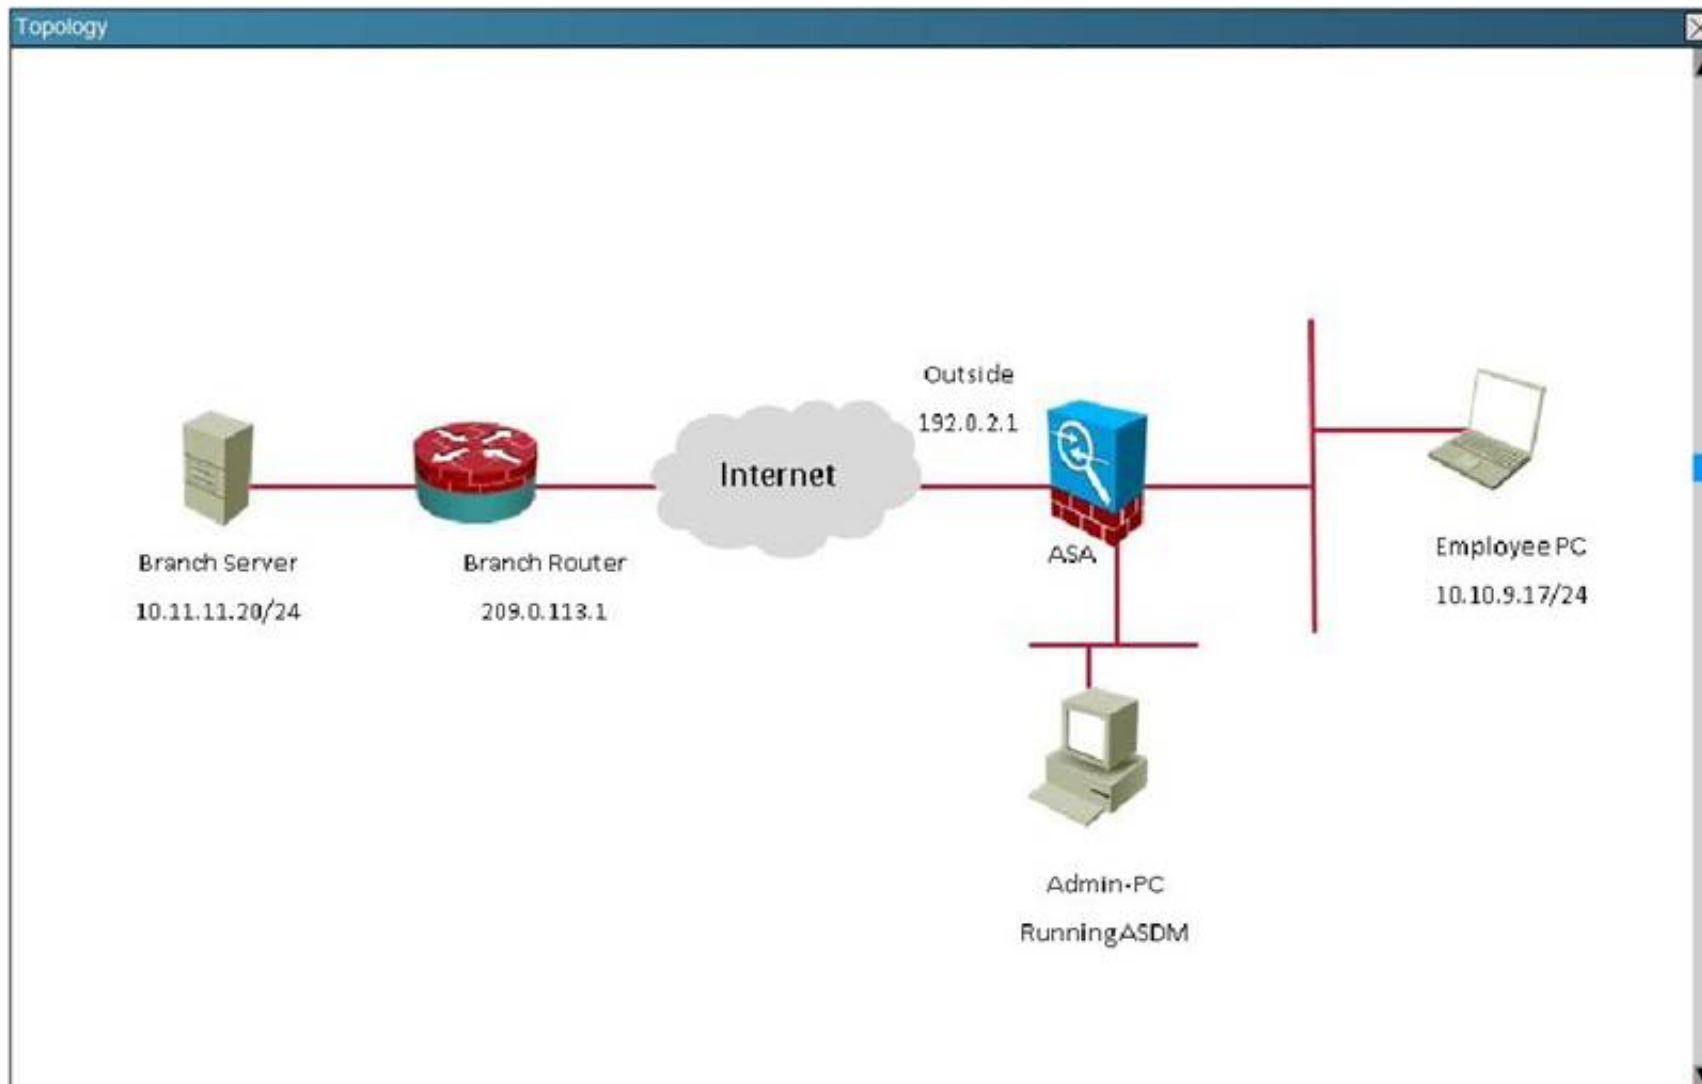 Topology
Outside
192.0.2.1
Internet
ASA
Branch Server
10.11.11.20/24
Branch Router
209.0.113.1
Employee PC
10.10.9.17/24
Admin-PC
RunningASDM